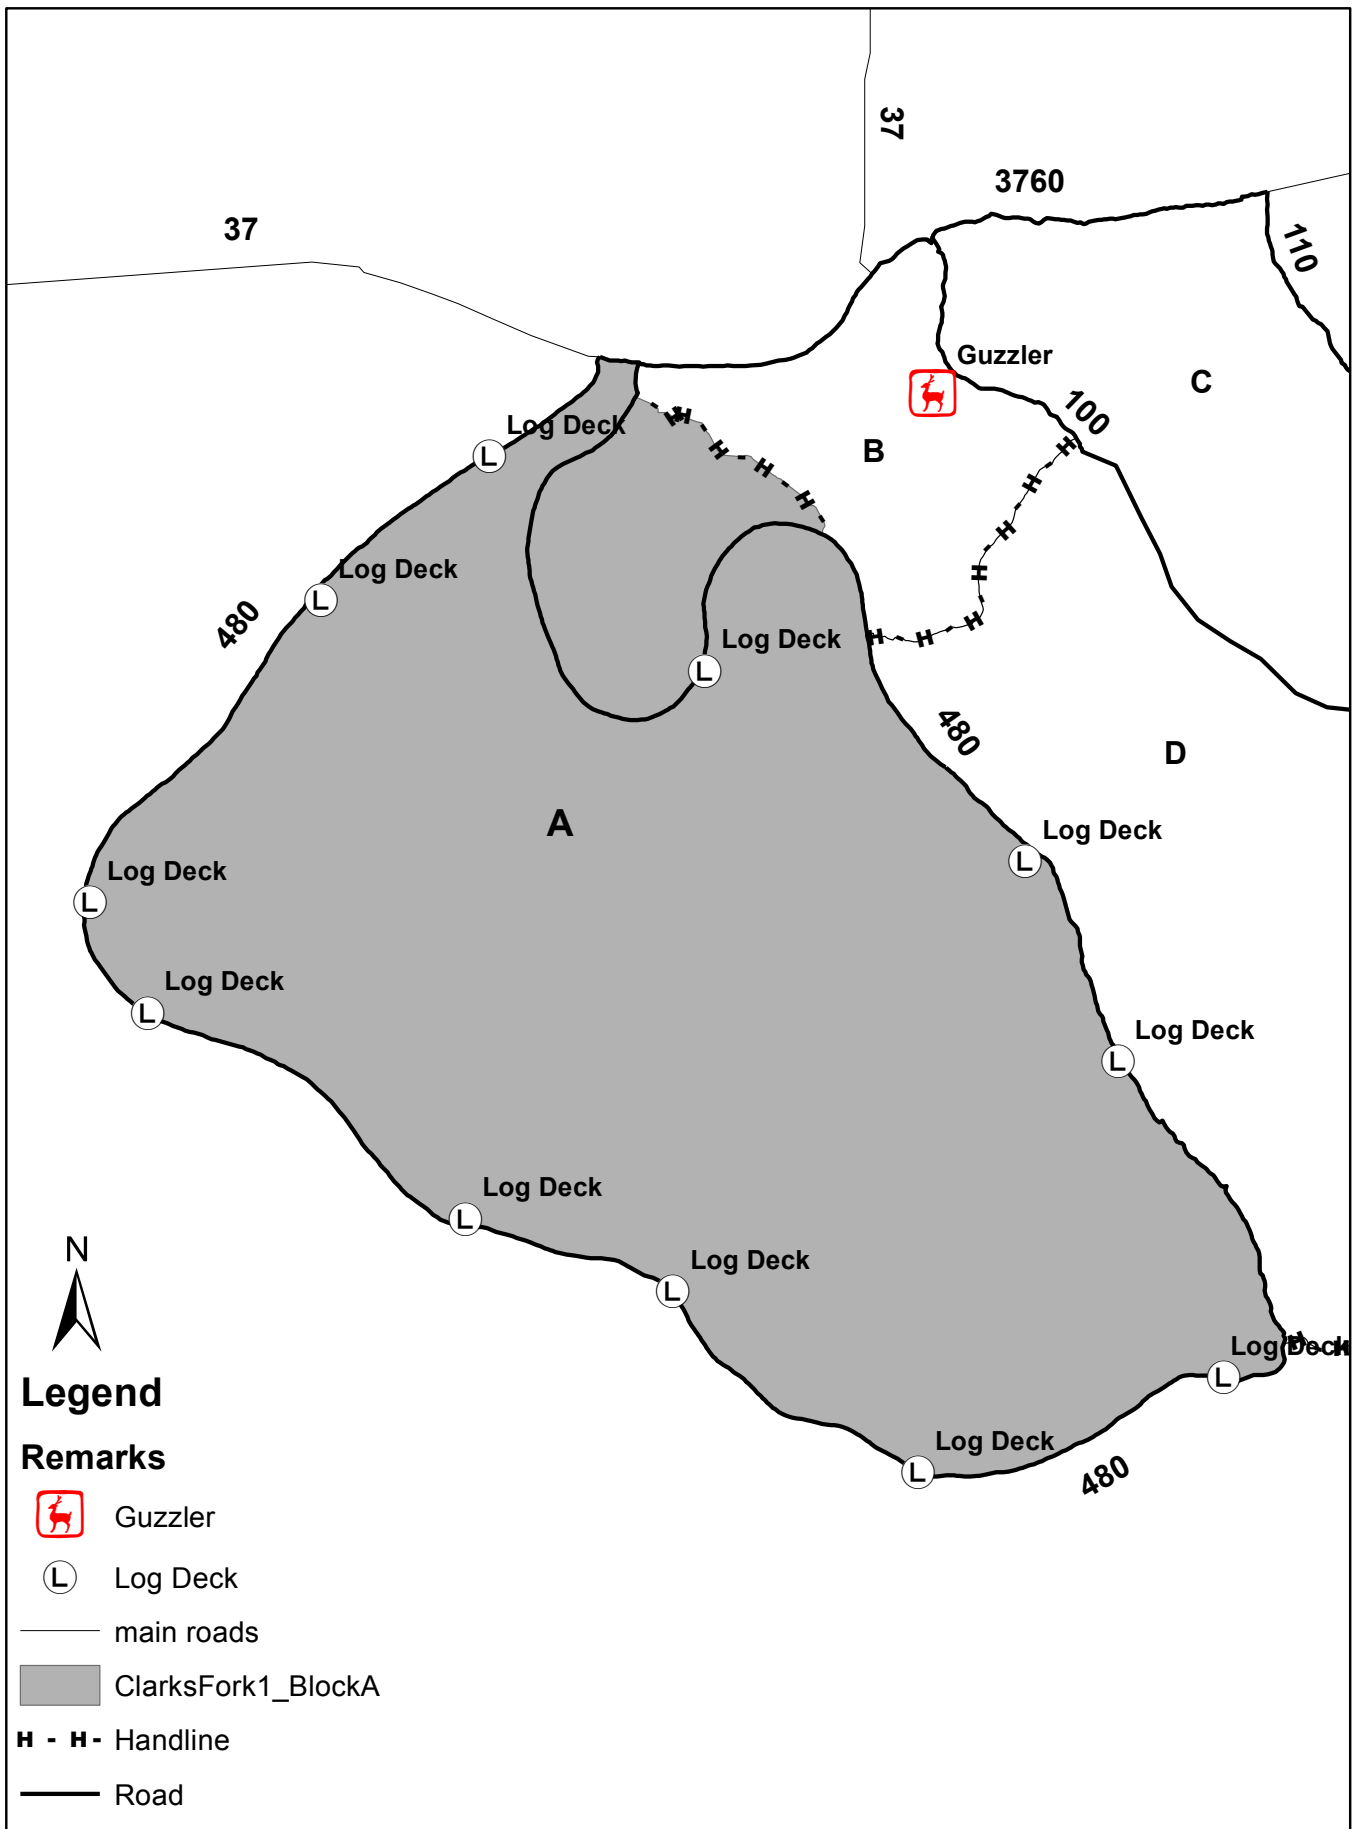 37
3760
110
37
Guzzler
C
100
B
Log Deck
Log Deck
480
Log Deck
480
D
A
Log Deck
Log Deck
Log Deck
Log Deck
Log Deck
Log Deck
Log Deck
Log Deck
480
L
L
L
L
L
L
L
L
L
L
L
H
H
H
H
H
H
H
H
H
H
H
H
H
H
N
Legend
Remarks
Guzzler
L Log Deck
main roads
ClarksFork1_BlockA
H - H - Handline
Road